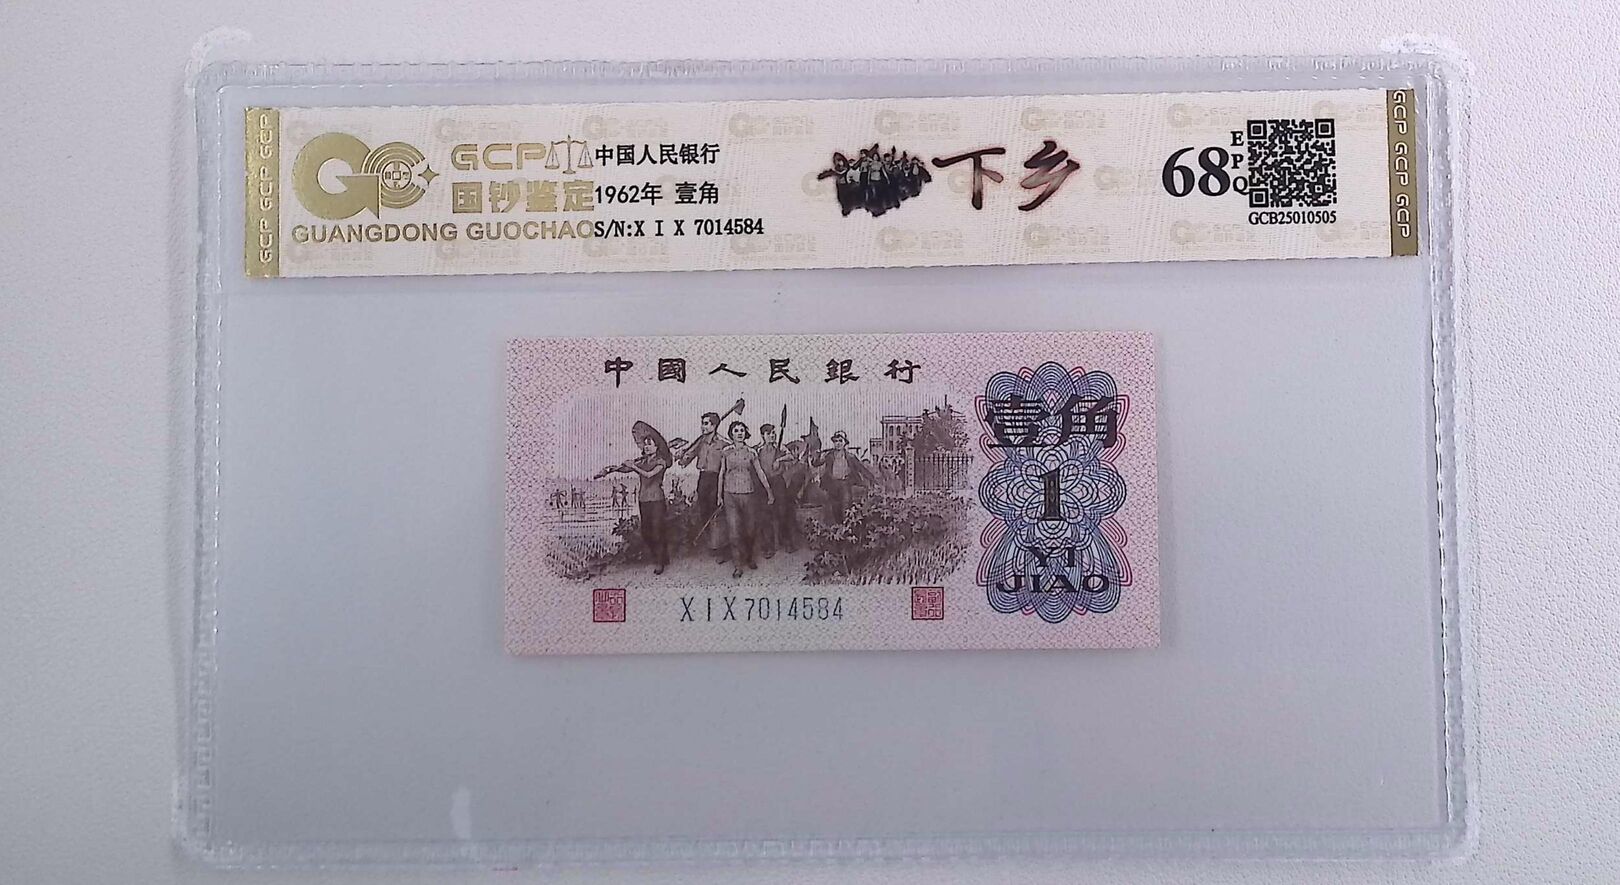 GCP GCP GCP
GCP
国钞鉴定
GUANGDONG GUOCHAO
中国人民银行
1962年 壹角
S/N:X I X 7014584
下乡
68
EPQ
GCB25010505
GCP GCP GCP
中國人民銀行
壹角
1
YI
JIAO
X I X 7014584